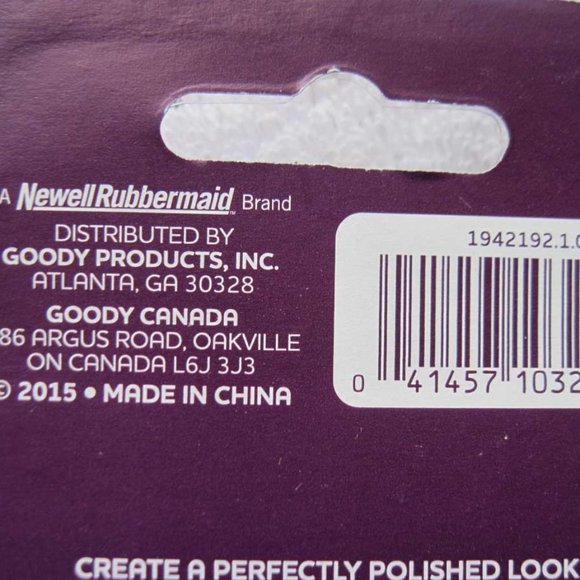 A NewellRubbermaid™ Brand
DISTRIBUTED BY
GOODY PRODUCTS, INC.
ATLANTA, GA 30328
GOODY CANADA
86 ARGUS ROAD, OAKVILLE
ON CANADA L6J 3J3
© 2015 • MADE IN CHINA
1942192.1.0
0 41457 1032
CREATE A PERFECTLY POLISHED LOOK